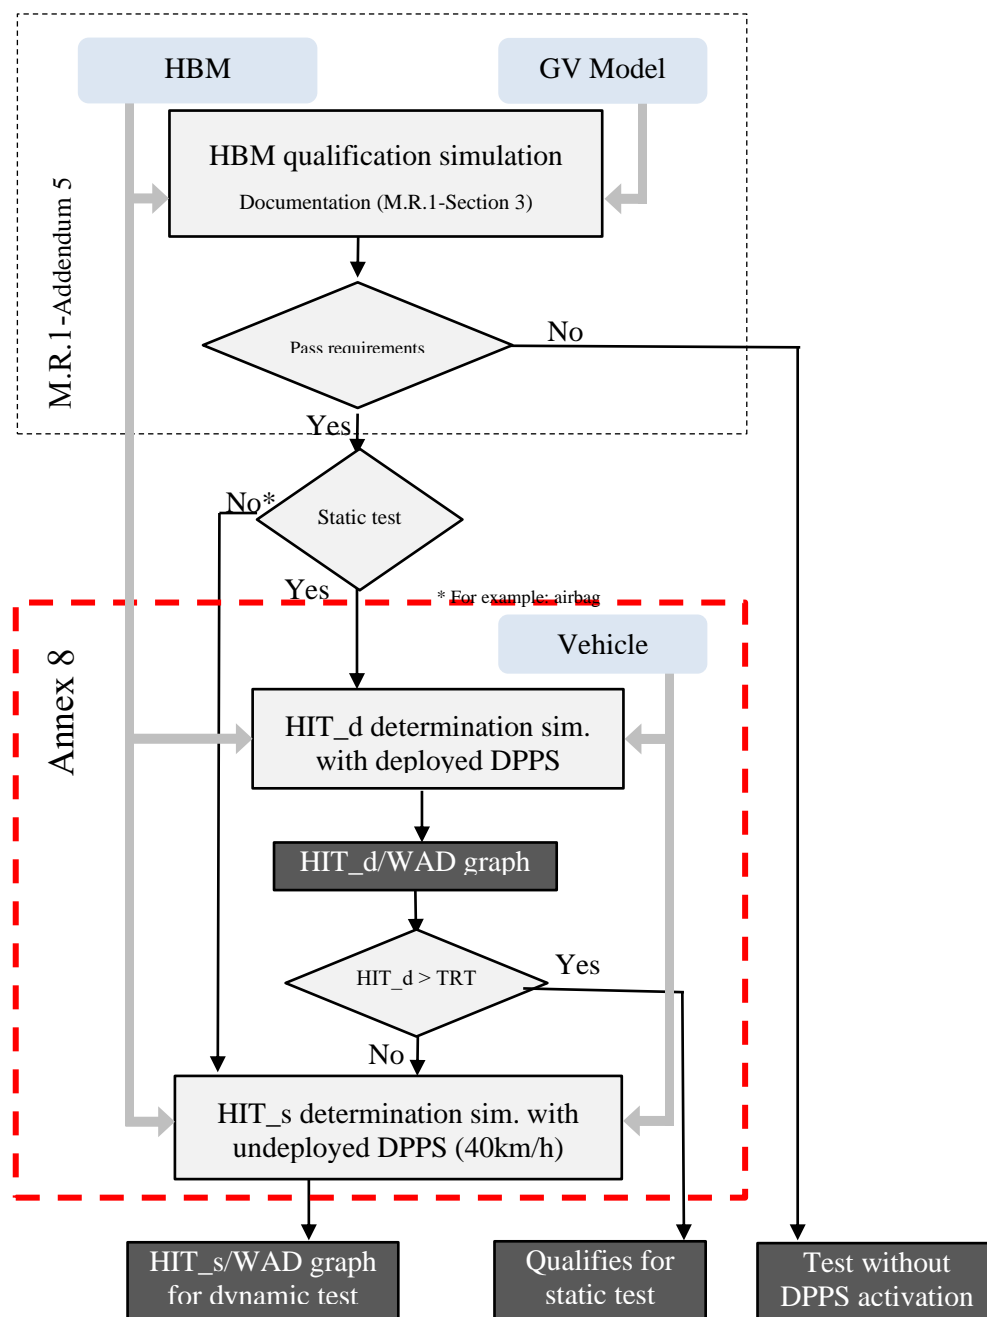 HBM
GV Model
HBM qualification simulation
Documentation (M.R.1-Section 3)
M.R.1-Addendum 5
Pass requirements
No
Yes
No*
Static test
Yes
* For example: airbag
Annex 8
Vehicle
HIT_d determination sim.
with deployed DPPS
HIT_d/WAD graph
HIT_d > TRT
Yes
No
HIT_s determination sim. with
undeployed DPPS (40km/h)
HIT_s/WAD graph
for dynamic test
Qualifies for
static test
Test without
DPPS activation